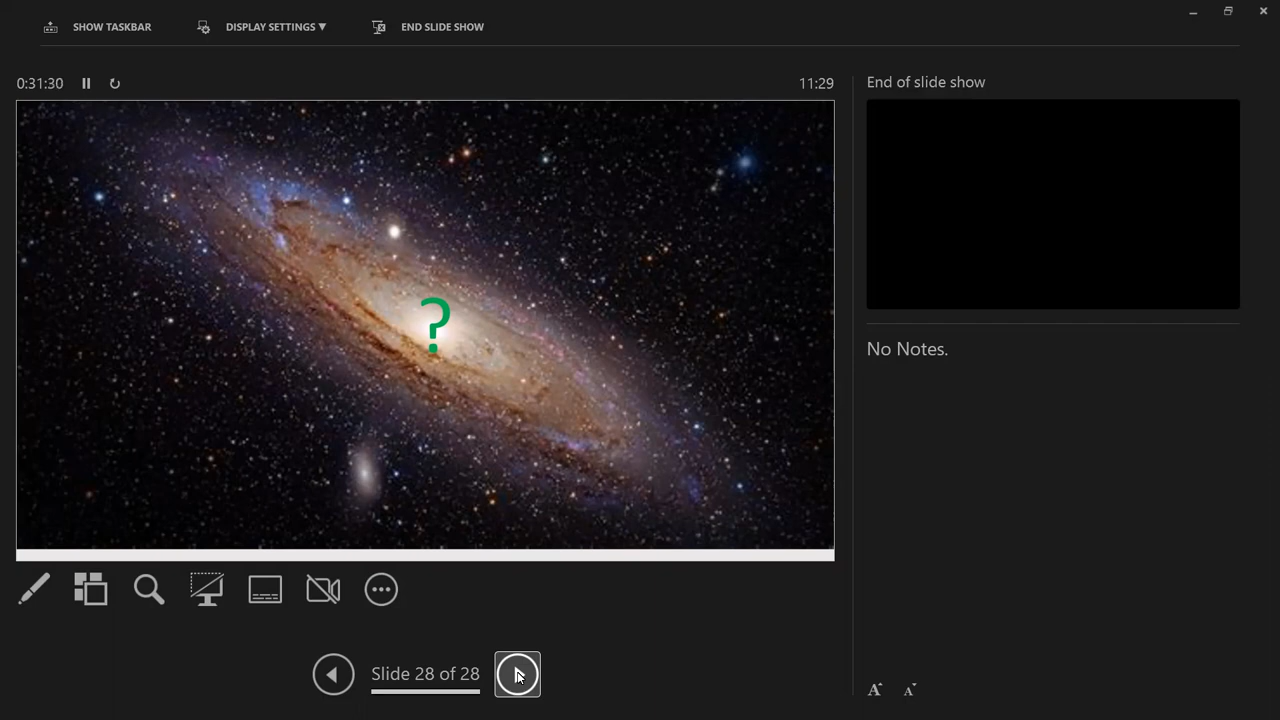 SHOW TASKBAR DISPLAY SETTINGS ▼ END SLIDE SHOW
0:31:30 11:29
End of slide show
?
No Notes.
Slide 28 of 28
A A